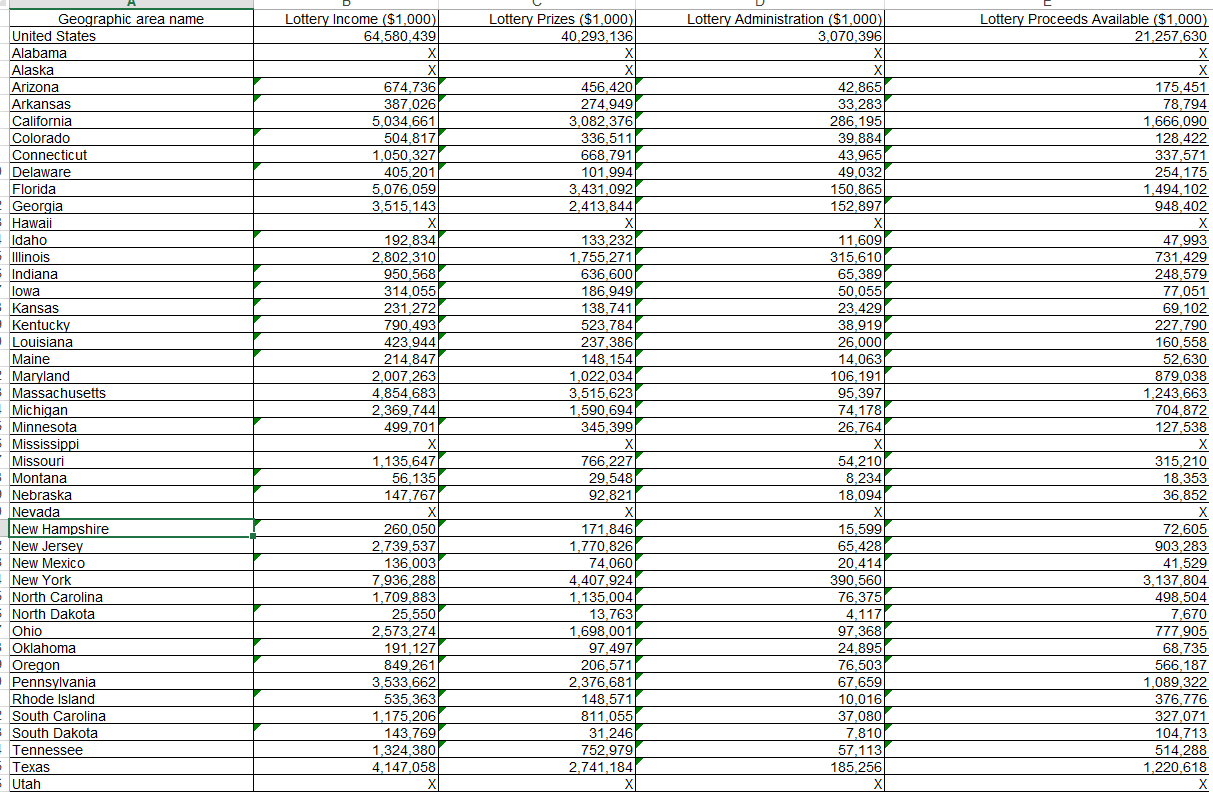 A B C D E
Geographic area name Lottery Income ($1,000) Lottery Prizes ($1,000) Lottery Administration ($1,000) Lottery Proceeds Available ($1,000)
United States 64,580,439 40,293,136 3,070,396 21,257,630
Alabama X X X X
Alaska X X X X
Arizona 674,736 456,420 42,865 175,451
Arkansas 387,026 274,949 33,283 78,794
California 5,034,661 3,082,376 286,195 1,666,090
Colorado 504,817 336,511 39,884 128,422
Connecticut 1,050,327 668,791 43,965 337,571
Delaware 405,201 101,994 49,032 254,175
Florida 5,076,059 3,431,092 150,865 1,494,102
Georgia 3,515,143 2,413,844 152,897 948,402
Hawaii X X X X
Idaho 192,834 133,232 11,609 47,993
Illinois 2,802,310 1,755,271 315,610 731,429
Indiana 950,568 636,600 65,389 248,579
Iowa 314,055 186,949 50,055 77,051
Kansas 231,272 138,741 23,429 69,102
Kentucky 790,493 523,784 38,919 227,790
Louisiana 423,944 237,386 26,000 160,558
Maine 214,847 148,154 14,063 52,630
Maryland 2,007,263 1,022,034 106,191 879,038
Massachusetts 4,854,683 3,515,623 95,397 1,243,663
Michigan 2,369,744 1,590,694 74,178 704,872
Minnesota 499,701 345,399 26,764 127,538
Mississippi X X X X
Missouri 1,135,647 766,227 54,210 315,210
Montana 56,135 29,548 8,234 18,353
Nebraska 147,767 92,821 18,094 36,852
Nevada X X X X
New Hampshire 260,050 171,846 15,599 72,605
New Jersey 2,739,537 1,770,826 65,428 903,283
New Mexico 136,003 74,060 20,414 41,529
New York 7,936,288 4,407,924 390,560 3,137,804
North Carolina 1,709,883 1,135,004 76,375 498,504
North Dakota 25,550 13,763 4,117 7,670
Ohio 2,573,274 1,698,001 97,368 777,905
Oklahoma 191,127 97,497 24,895 68,735
Oregon 849,261 206,571 76,503 566,187
Pennsylvania 3,533,662 2,376,681 67,659 1,089,322
Rhode Island 535,363 148,571 10,016 376,776
South Carolina 1,175,206 811,055 37,080 327,071
South Dakota 143,769 31,246 7,810 104,713
Tennessee 1,324,380 752,979 57,113 514,288
Texas 4,147,058 2,741,184 185,256 1,220,618
Utah X X X X